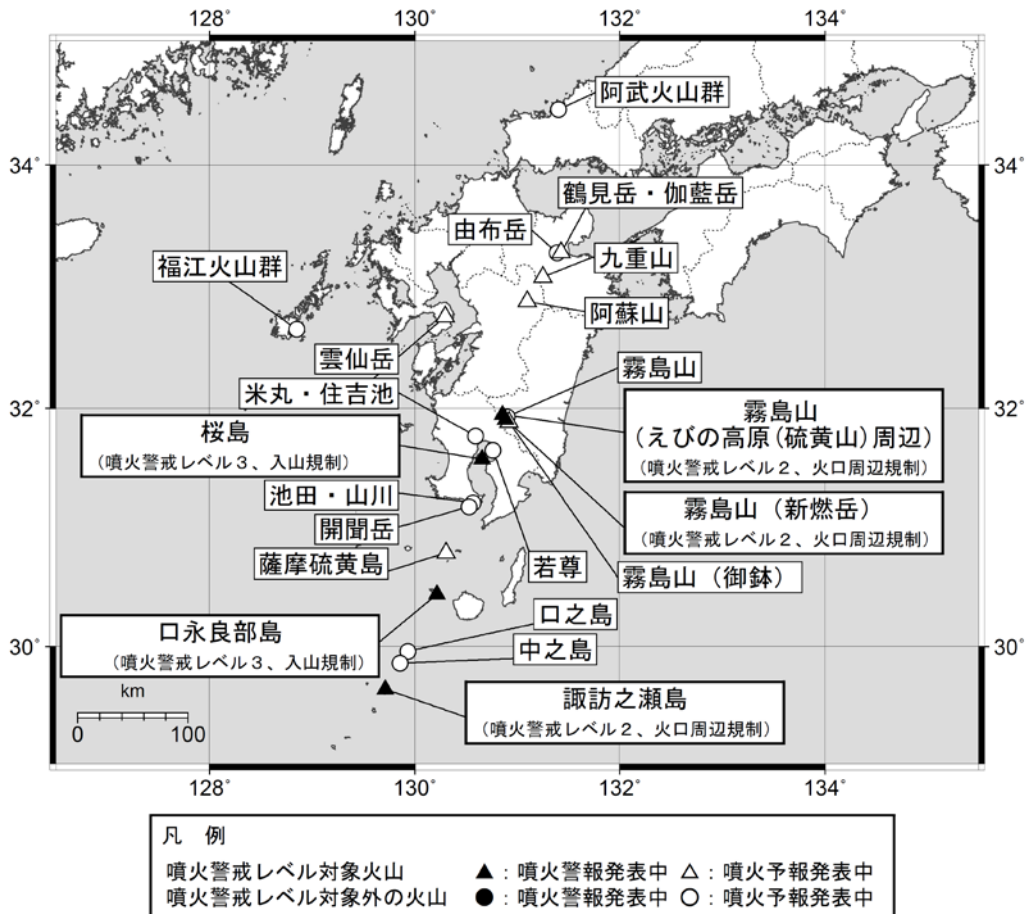 128° 130° 132° 134°
阿武火山群
34° 34°
鶴見岳・伽藍岳
由布岳
九重山
福江火山群
阿蘇山
雲仙岳
霧島山
米丸・住吉池
32° 32°
霧島山
(えびの高原(硫黄山)周辺)
(噴火警戒レベル2、火口周辺規制)
桜島
(噴火警戒レベル3、入山規制)
池田・山川
霧島山(新燃岳)
(噴火警戒レベル2、火口周辺規制)
開聞岳
薩摩硫黄島
若尊
霧島山(御鉢)
口之島
口永良部島
(噴火警戒レベル3、入山規制)
30° 30°
中之島
諏訪之瀬島
(噴火警戒レベル2、火口周辺規制)
km
0 100
128° 130° 132° 134°
凡 例
噴火警戒レベル対象火山 ▲:噴火警報発表中 △:噴火予報発表中
噴火警戒レベル対象外の火山 ●:噴火警報発表中 ○:噴火予報発表中